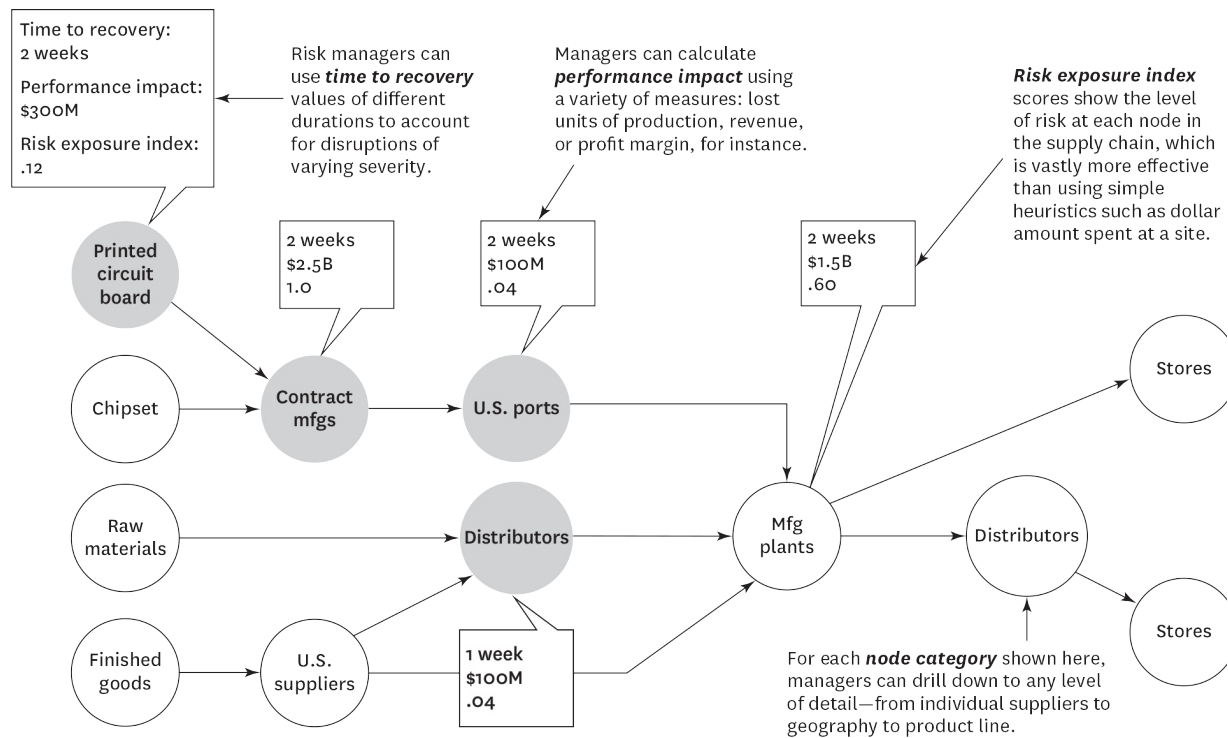 Time to recovery:
2 weeks
Performance impact:
$300M
Risk exposure index:
.12
Risk managers can
use time to recovery
values of different
durations to account
for disruptions of
varying severity.
Managers can calculate
performance impact using
a variety of measures: lost
units of production, revenue,
or profit margin, for instance.
Risk exposure index
scores show the level
of risk at each node in
the supply chain, which
is vastly more effective
than using simple
heuristics such as dollar
amount spent at a site.
Printed
circuit
board
2 weeks
$2.5B
1.0
2 weeks
$100M
.04
2 weeks
$1.5B
.60
Chipset
Contract
mfgs
U.S. ports
Stores
Raw
materials
Distributors
Mfg
plants
Distributors
Finished
goods
U.S.
suppliers
1 week
$100M
.04
Stores
For each node category shown here,
managers can drill down to any level
of detail—from individual suppliers to
geography to product line.